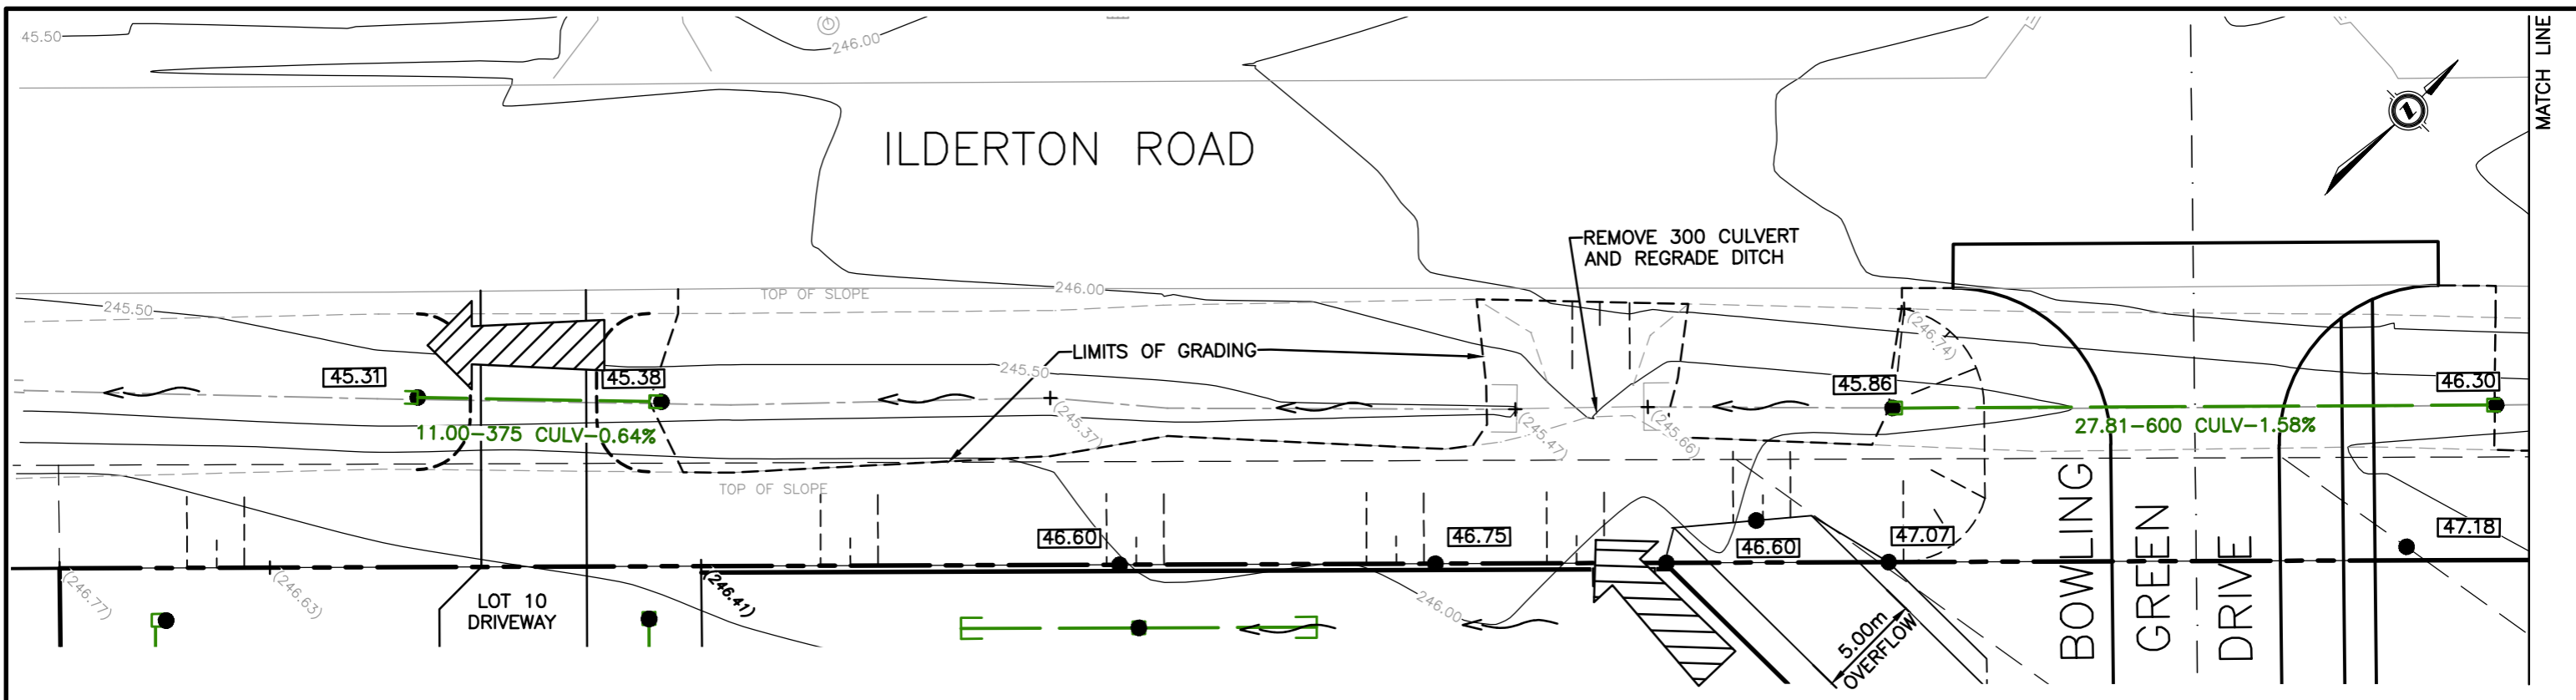 45.50
246.00
MATCH LINE
ILDERTON ROAD
REMOVE 300 CULVERT
AND REGRADE DITCH
TOP OF SLOPE
246.00
245.50
(246.74)
LIMITS OF GRADING
245.50
45.31
45.38
45.86
46.30
(245.37)
(245.47)
(245.66)
11.00-375 CULV-0.64%
27.81-600 CULV-1.58%
TOP OF SLOPE
46.60
46.75
46.60
47.07
47.18
(246.77)
(246.63)
(246.41)
LOT 10
DRIVEWAY
246.00
5.00m
OVERFLOW
BOWLING
GREEN
DRIVE